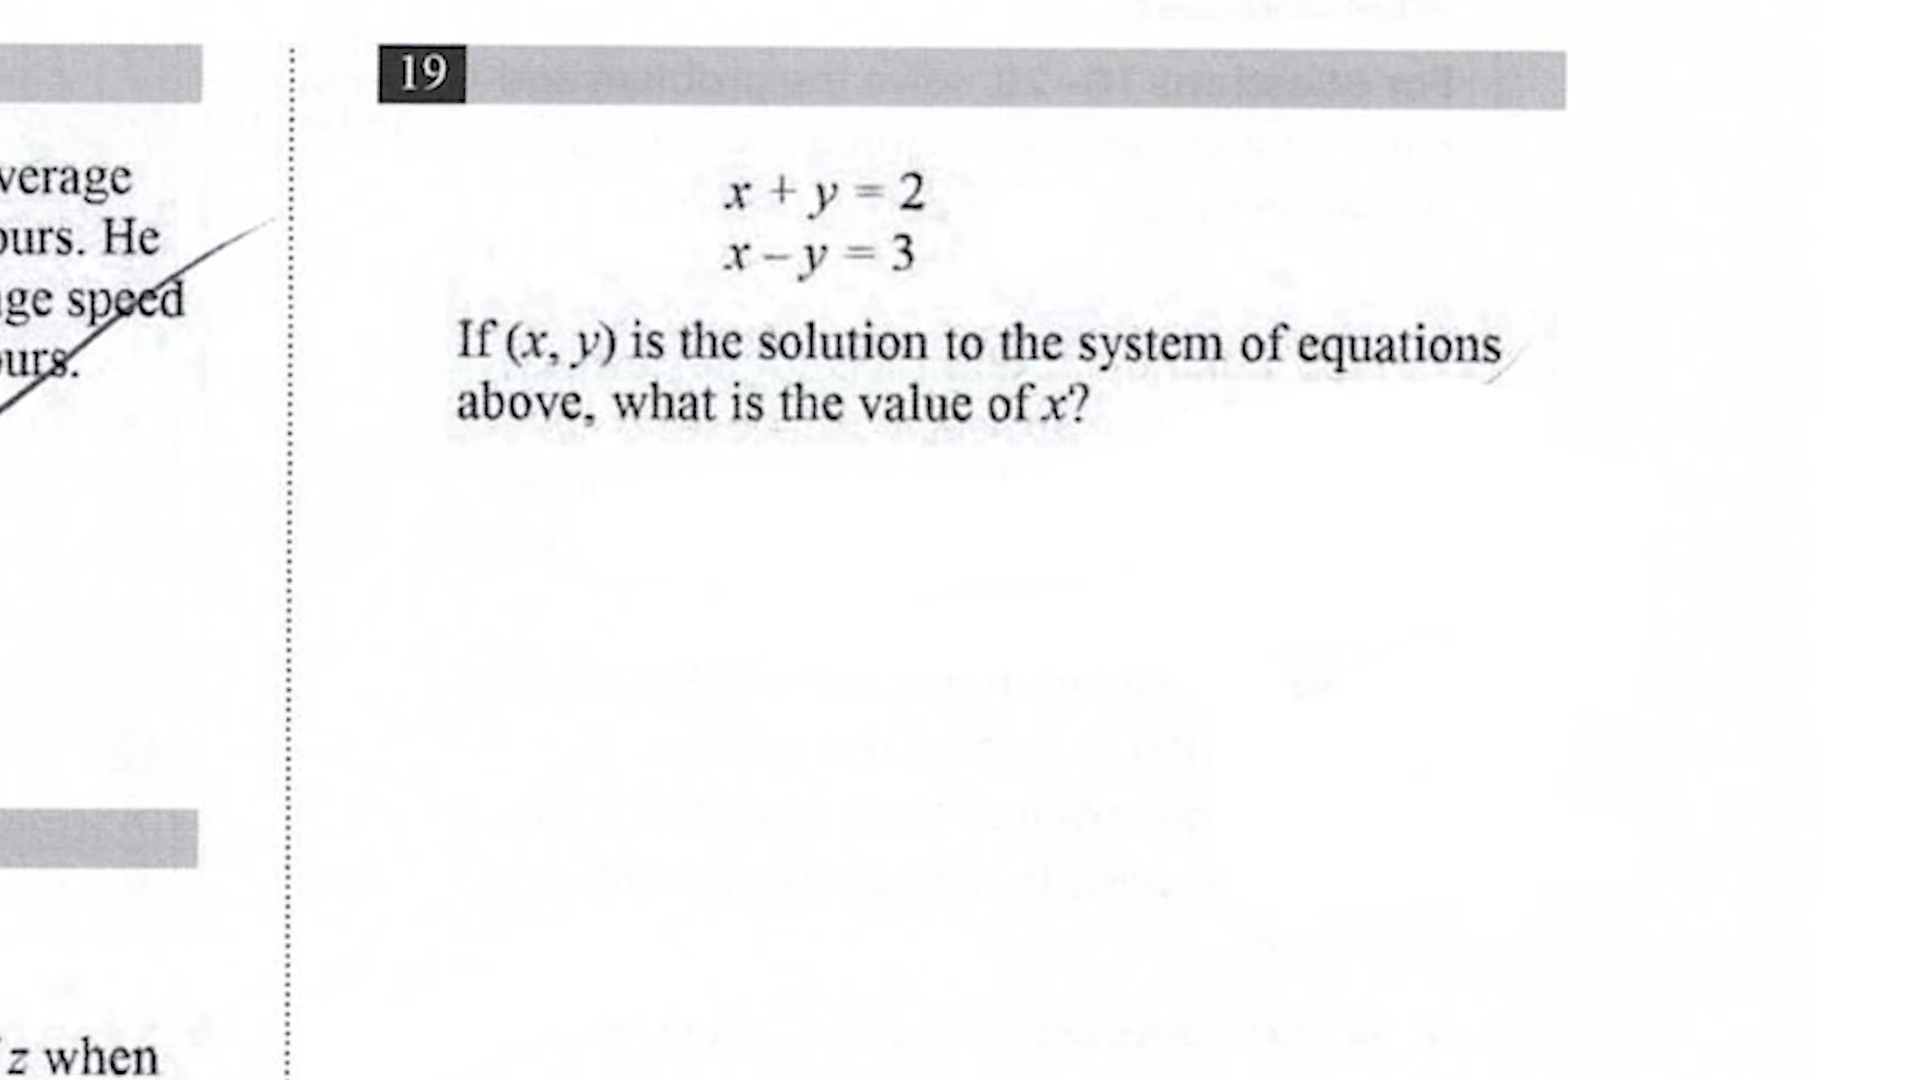 verage
ours. He
ge speed
ours.
z when
19
x + y = 2
x – y = 3
If (x, y) is the solution to the system of equations
above, what is the value of x?